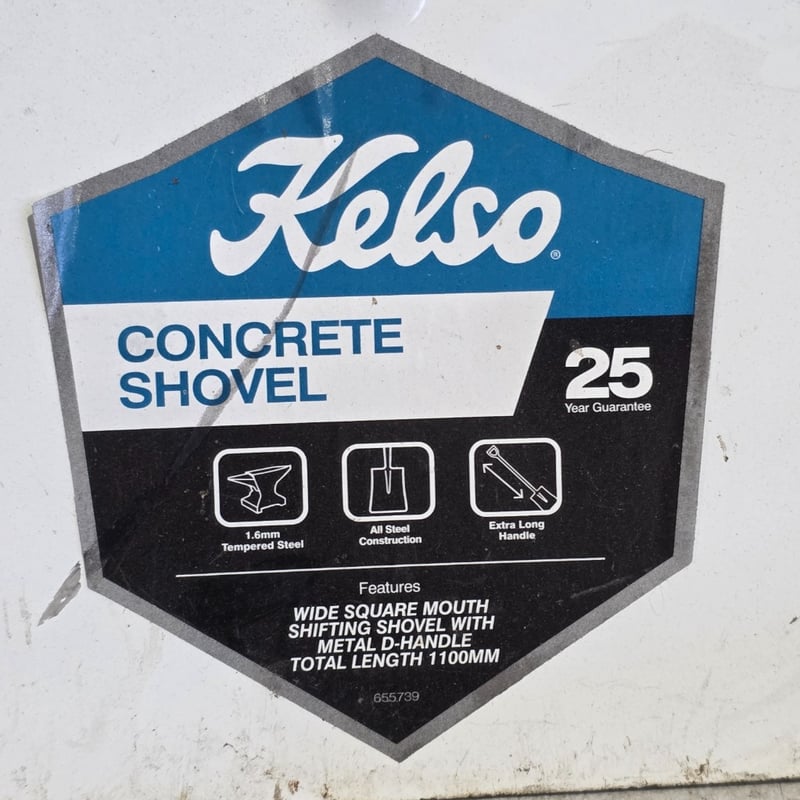 Kelso®
CONCRETE
SHOVEL
25
Year Guarantee
1.6mm
Tempered Steel
All Steel
Construction
Extra Long
Handle
Features
WIDE SQUARE MOUTH
SHIFTING SHOVEL WITH
METAL D-HANDLE
TOTAL LENGTH 1100MM
655739